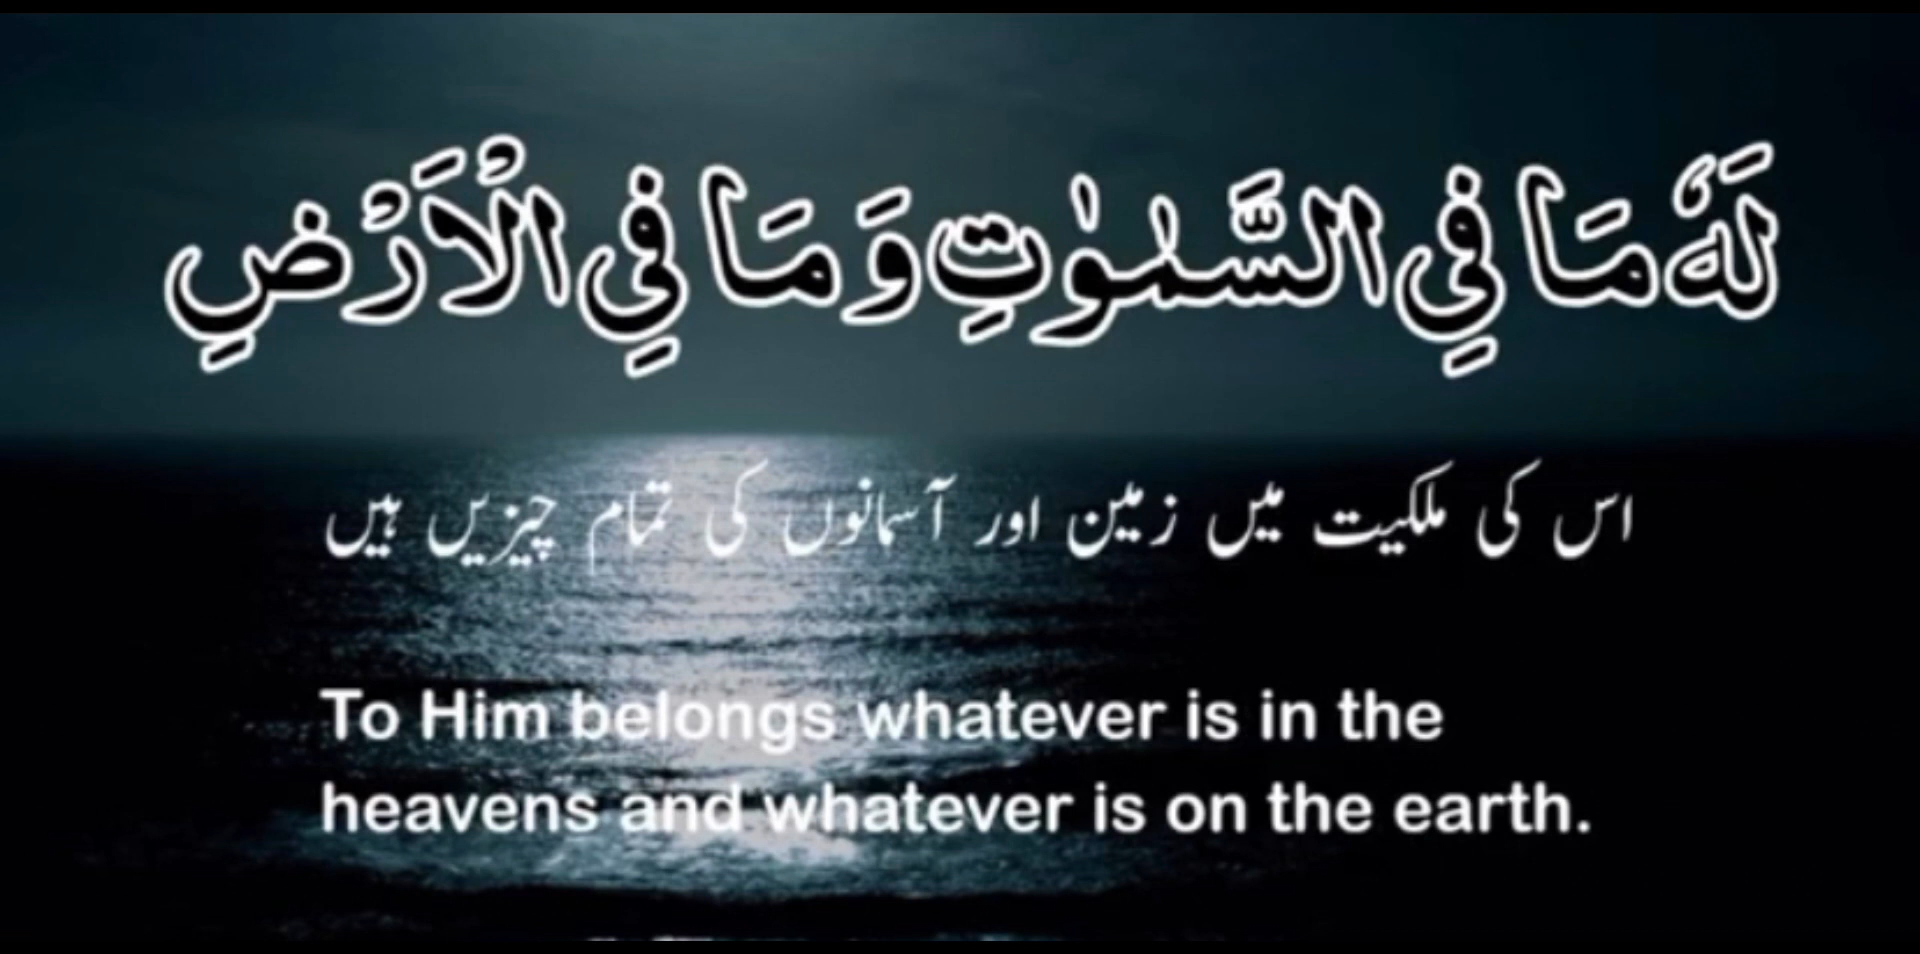 لَهٗ مَا فِي السَّمٰوٰتِ وَمَا فِي الْاَرْضِ
اس کی ملکیت میں زمین اور آسمانوں کی تمام چیزیں ہیں
To Him belongs whatever is in the
heavens and whatever is on the earth.